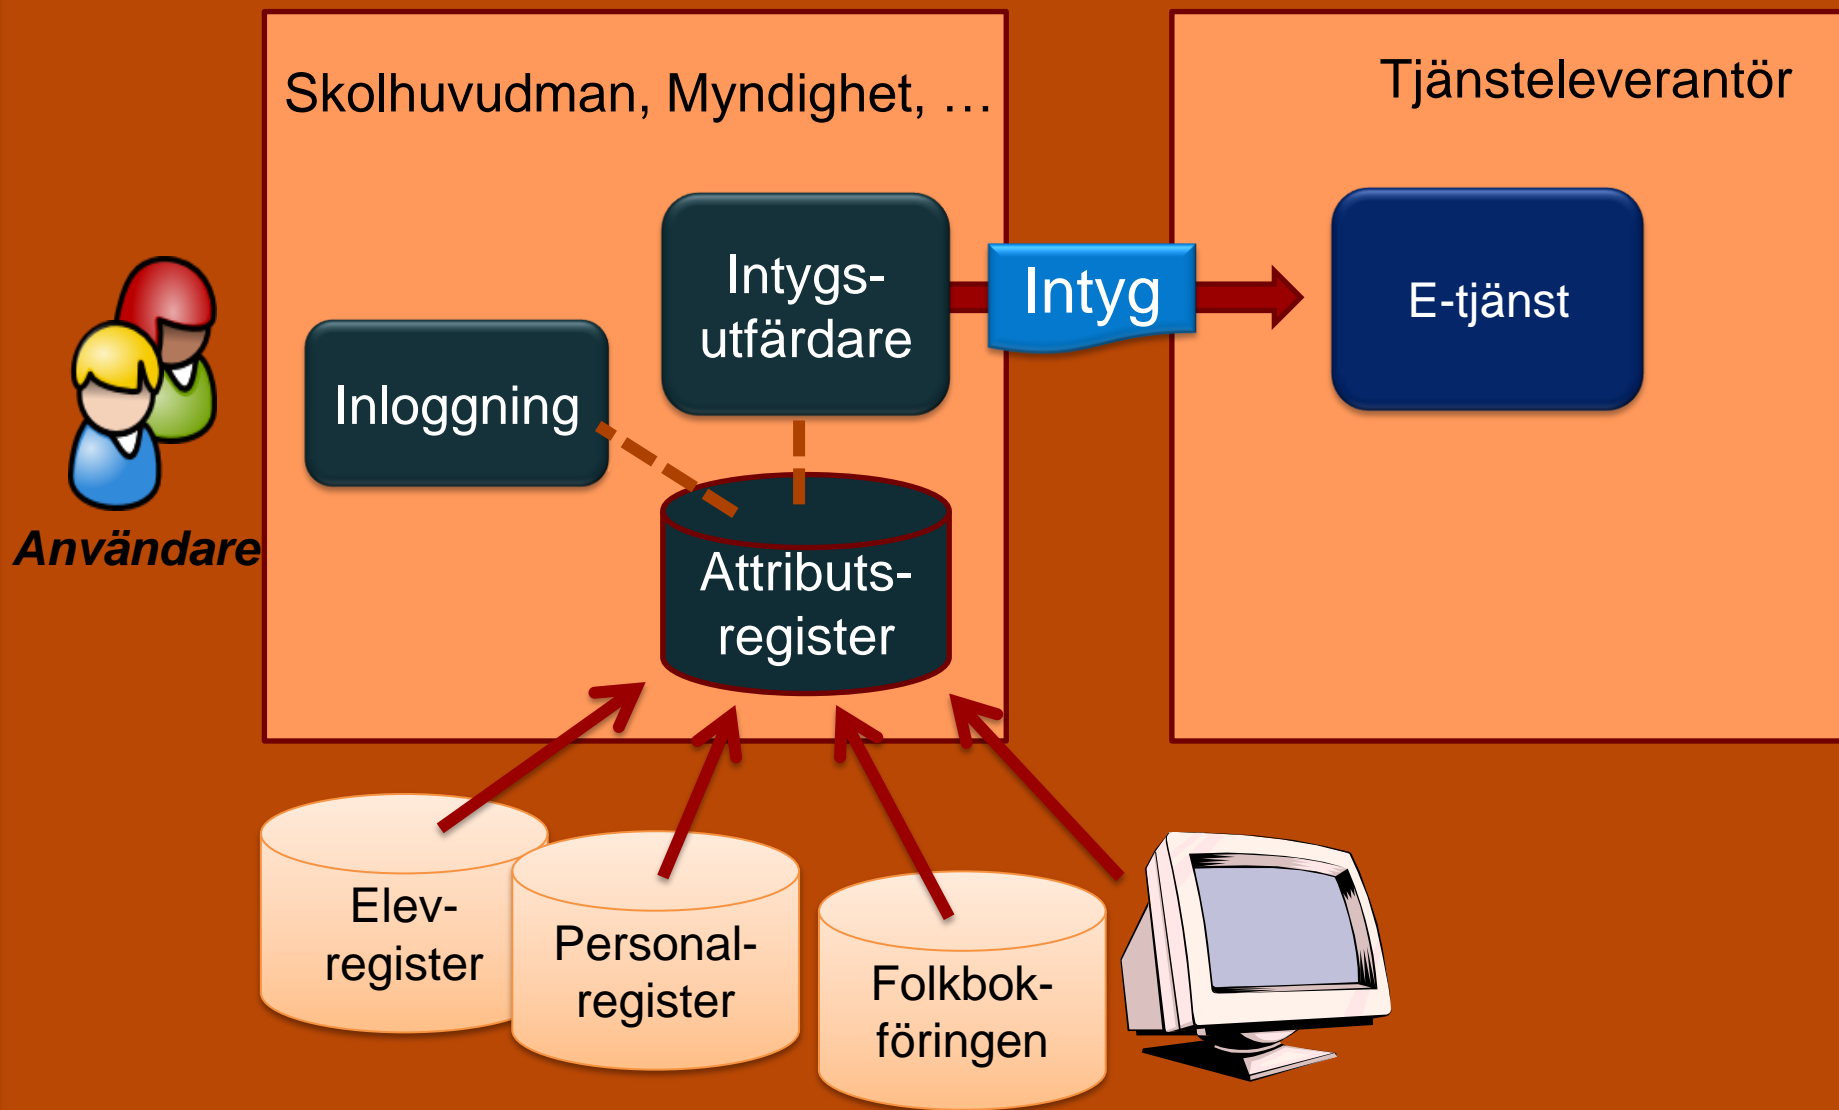 Skolhuvudman, Myndighet, …
Tjänsteleverantör
Intygs-
utfärdare
Intyg
E-tjänst
Inloggning
Användare
Attributs-
register
Elev-
register
Personal-
register
Folkbok-
föringen